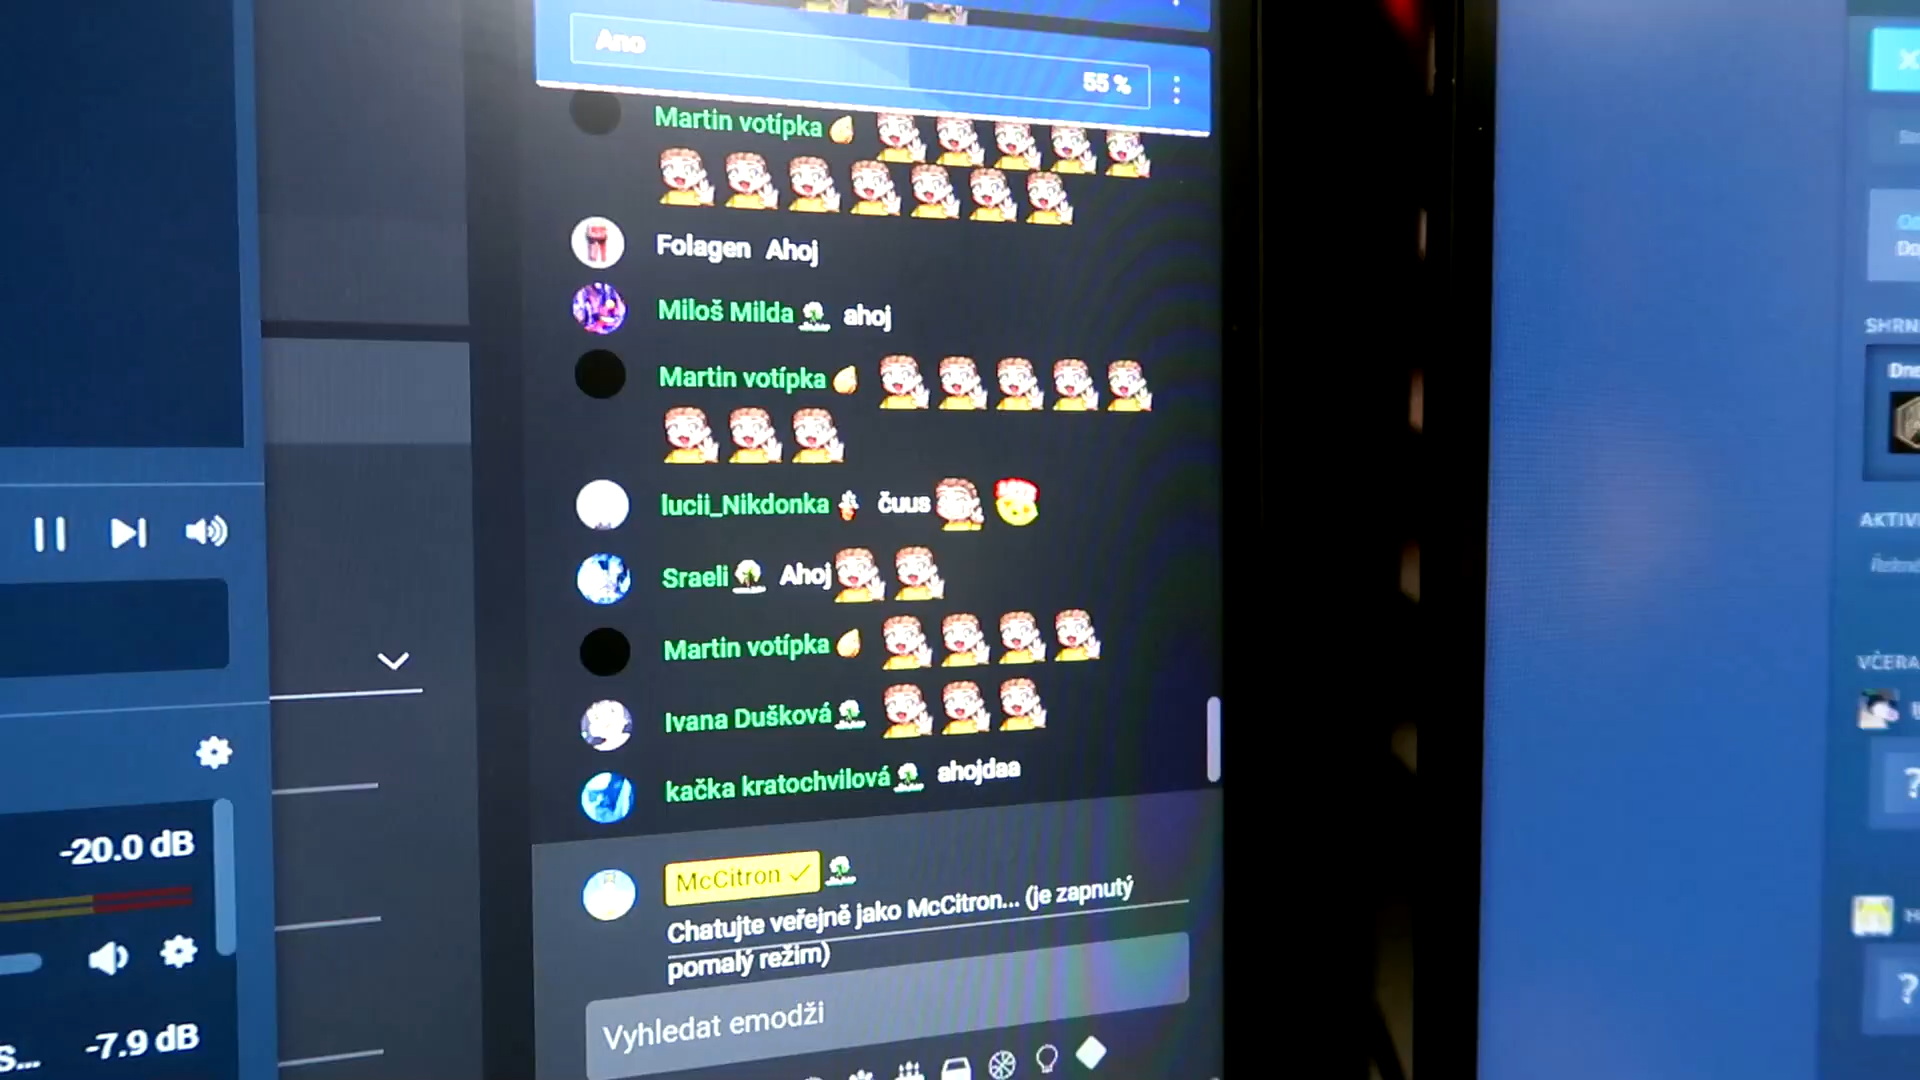 Ano
55 %
Martin votípka
Folagen Ahoj
Miloš Milda ahoj
Martin votípka
lucii_Nikdonka čuus
Sraeli Ahoj
Martin votípka
Ivana Dušková
kačka kratochvilová ahojdaa
McCitron
Chatujte veřejně jako McCitron... (je zapnutý
pomalý režim)
Vyhledat emodži
-20.0 dB
s... -7.9 dB
SHRN
Dne
AKTIVI
VČERA